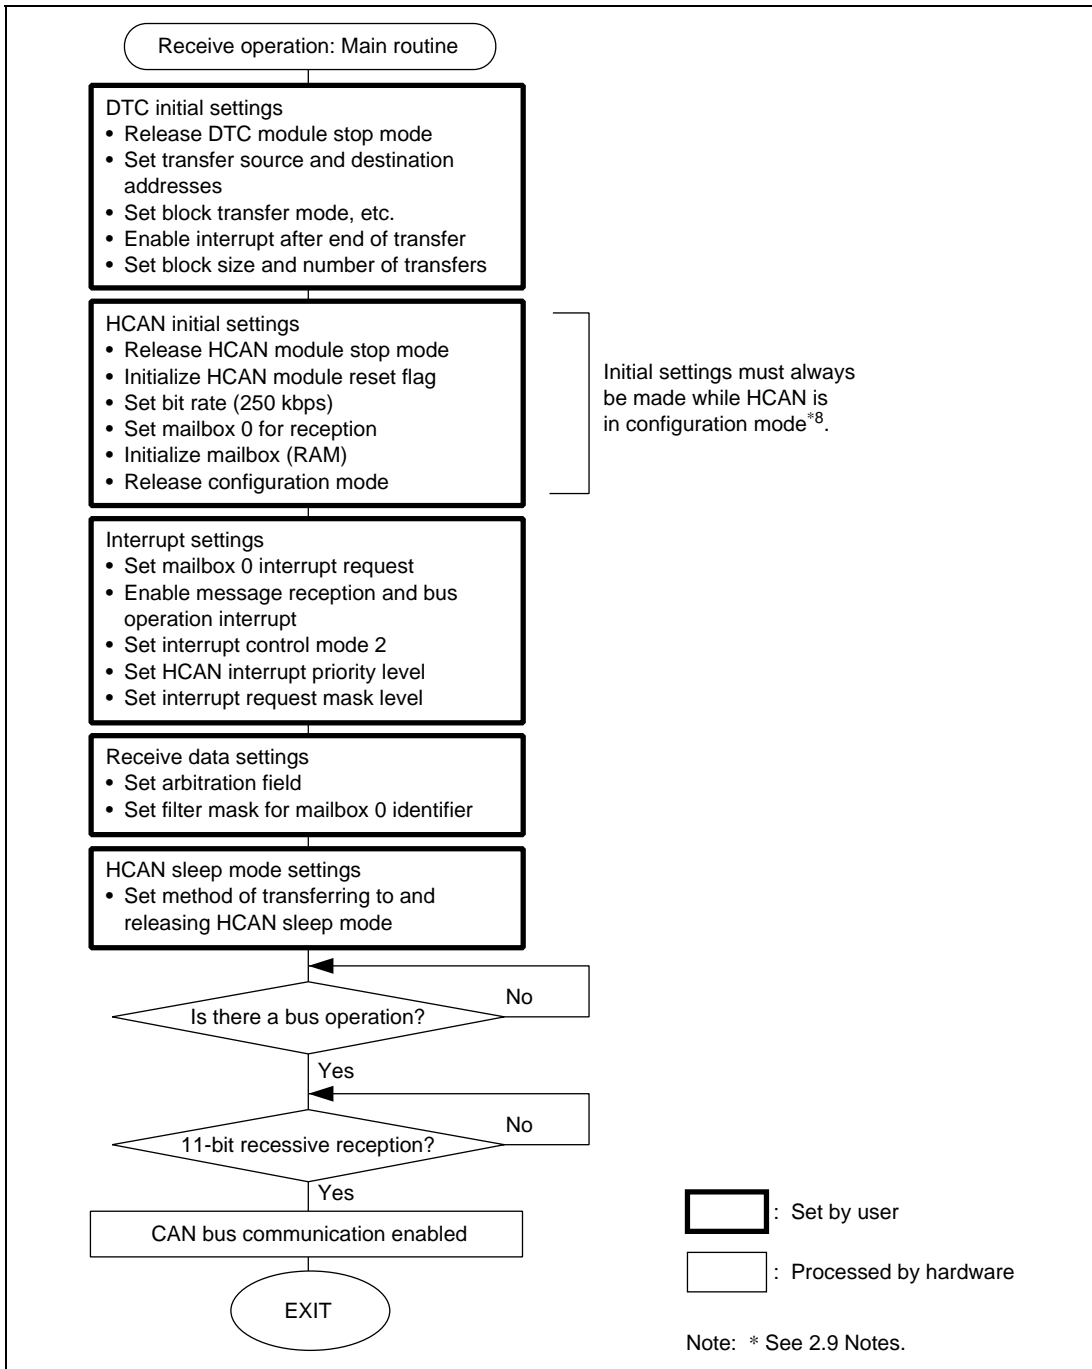 Receive operation: Main routine
DTC initial settings
• Release DTC module stop mode
• Set transfer source and destination
addresses
• Set block transfer mode, etc.
• Enable interrupt after end of transfer
• Set block size and number of transfers
HCAN initial settings
• Release HCAN module stop mode
• Initialize HCAN module reset flag
• Set bit rate (250 kbps)
• Set mailbox 0 for reception
• Initialize mailbox (RAM)
• Release configuration mode
Initial settings must always
be made while HCAN is
in configuration mode*8.
Interrupt settings
• Set mailbox 0 interrupt request
• Enable message reception and bus
operation interrupt
• Set interrupt control mode 2
• Set HCAN interrupt priority level
• Set interrupt request mask level
Receive data settings
• Set arbitration field
• Set filter mask for mailbox 0 identifier
HCAN sleep mode settings
• Set method of transferring to and
releasing HCAN sleep mode
No
Is there a bus operation?
Yes
No
11-bit recessive reception?
Yes
CAN bus communication enabled
EXIT
: Set by user
: Processed by hardware
Note: * See 2.9 Notes.